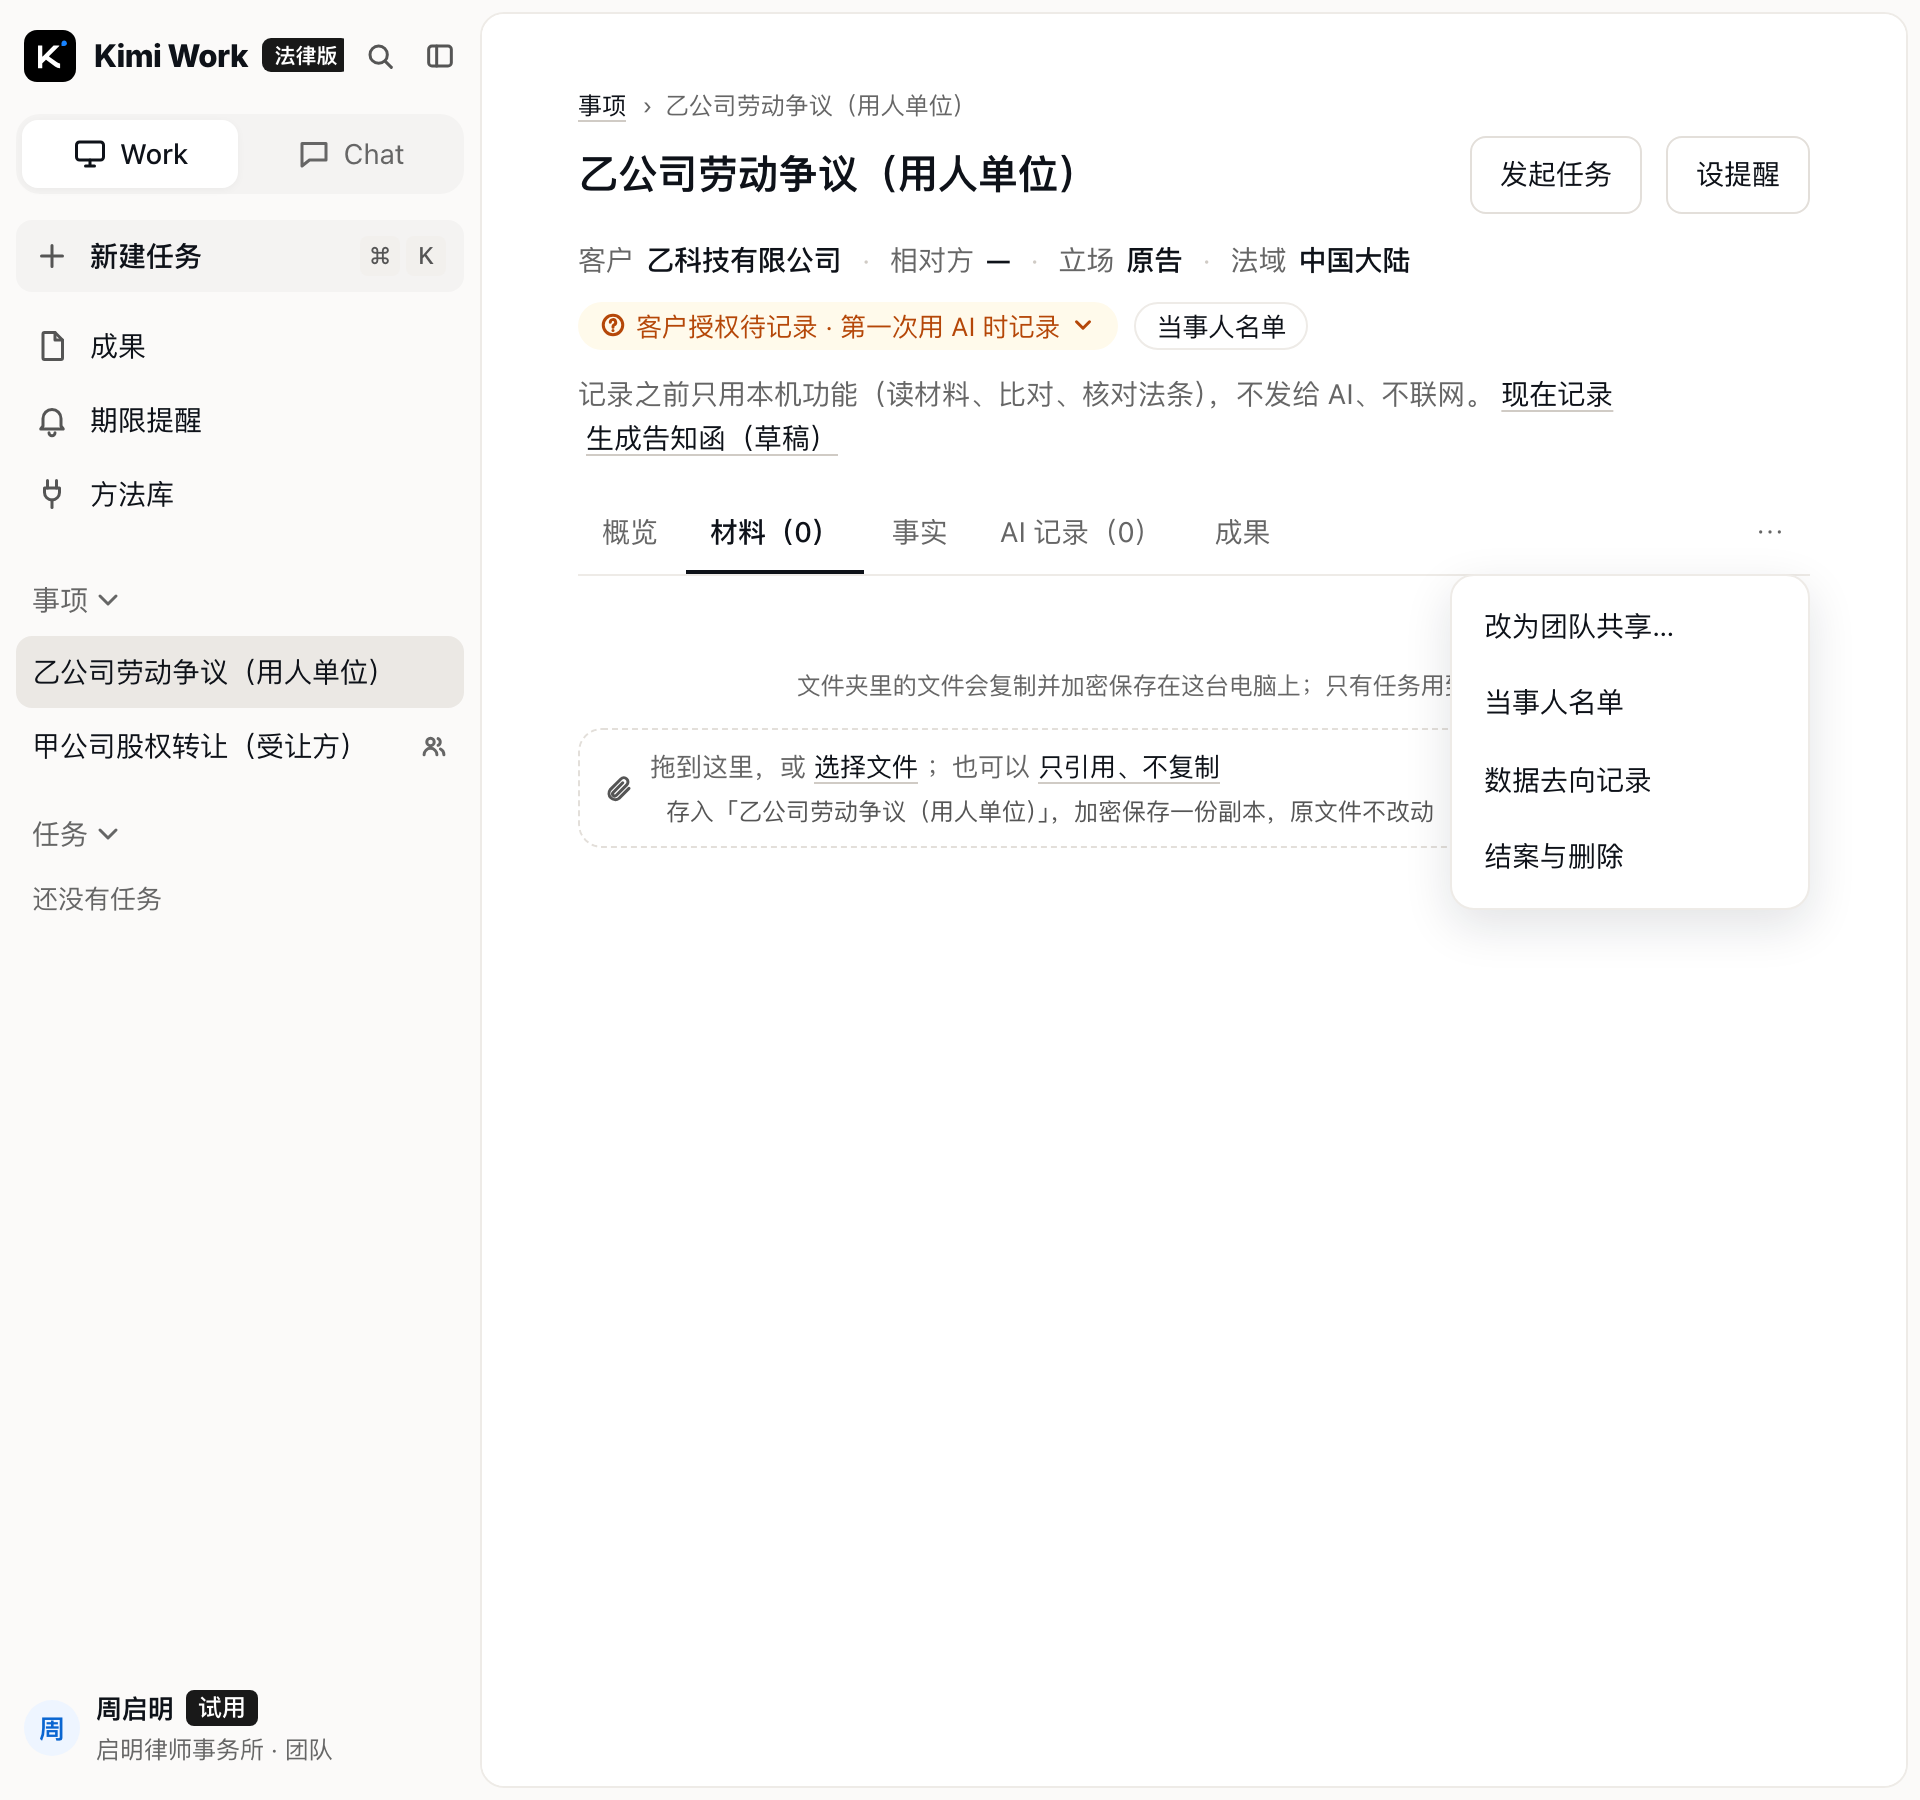 Kimi Work 法律版
Work
Chat
新建任务 ⌘ K
成果
期限提醒
方法库
事项
乙公司劳动争议（用人单位）
甲公司股权转让（受让方）
任务
还没有任务
周 周启明 试用
启明律师事务所 · 团队
事项 › 乙公司劳动争议（用人单位）
乙公司劳动争议（用人单位）
发起任务 设提醒
客户 乙科技有限公司 · 相对方 — · 立场 原告 · 法域 中国大陆
客户授权待记录 · 第一次用 AI 时记录 当事人名单
记录之前只用本机功能（读材料、比对、核对法条），不发给 AI、不联网。 现在记录
生成告知函（草稿）
概览 材料（0） 事实 AI 记录（0） 成果 ···
改为团队共享...
当事人名单
数据去向记录
结案与删除
文件夹里的文件会复制并加密保存在这台电脑上；只有任务用
拖到这里，或 选择文件 ；也可以 只引用、不复制
存入「乙公司劳动争议（用人单位）」，加密保存一份副本，原文件不改动